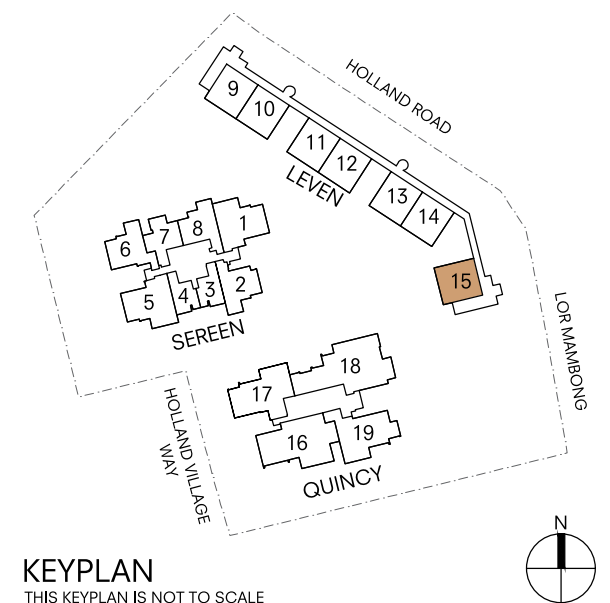 HOLLAND ROAD
9
10
11
12
LEVEN
13
14
15
LOR MAMBONG
6
7
8
1
5
4
3
2
SEREEN
17
18
16
19
QUINCY
HOLLAND VILLAGE
WAY
N
KEYPLAN
THIS KEYPLAN IS NOT TO SCALE